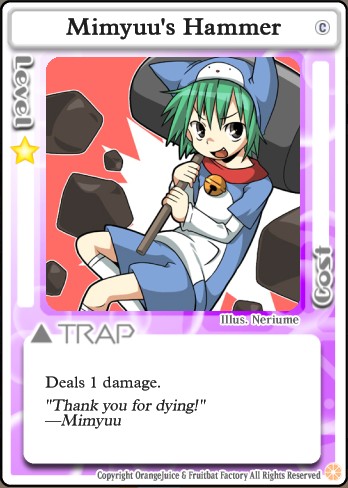 Mimyuu's Hammer
C
Level
Cost
Illus. Neriume
TRAP
Deals 1 damage.
"Thank you for dying!"
—Mimyuu
Copyright OrangeJuice & Fruitbat Factory All Rights Reserved